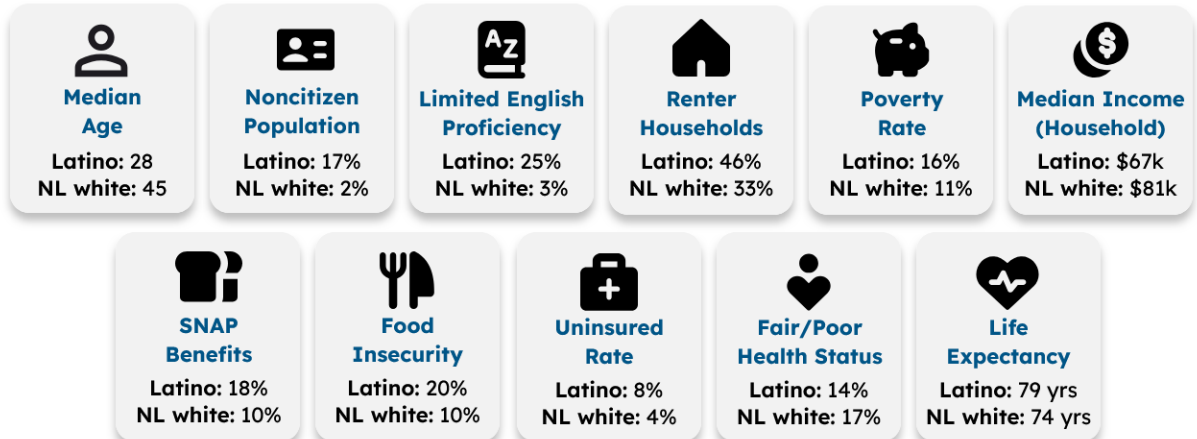 A Z
$
Median
Age
Latino: 28
NL white: 45
Noncitizen
Population
Latino: 17%
NL white: 2%
Limited English
Proficiency
Latino: 25%
NL white: 3%
Renter
Households
Latino: 46%
NL white: 33%
Poverty
Rate
Latino: 16%
NL white: 11%
Median Income
(Household)
Latino: $67k
NL white: $81k
SNAP
Benefits
Latino: 18%
NL white: 10%
Food
Insecurity
Latino: 20%
NL white: 10%
Uninsured
Rate
Latino: 8%
NL white: 4%
Fair/Poor
Health Status
Latino: 14%
NL white: 17%
Life
Expectancy
Latino: 79 yrs
NL white: 74 yrs